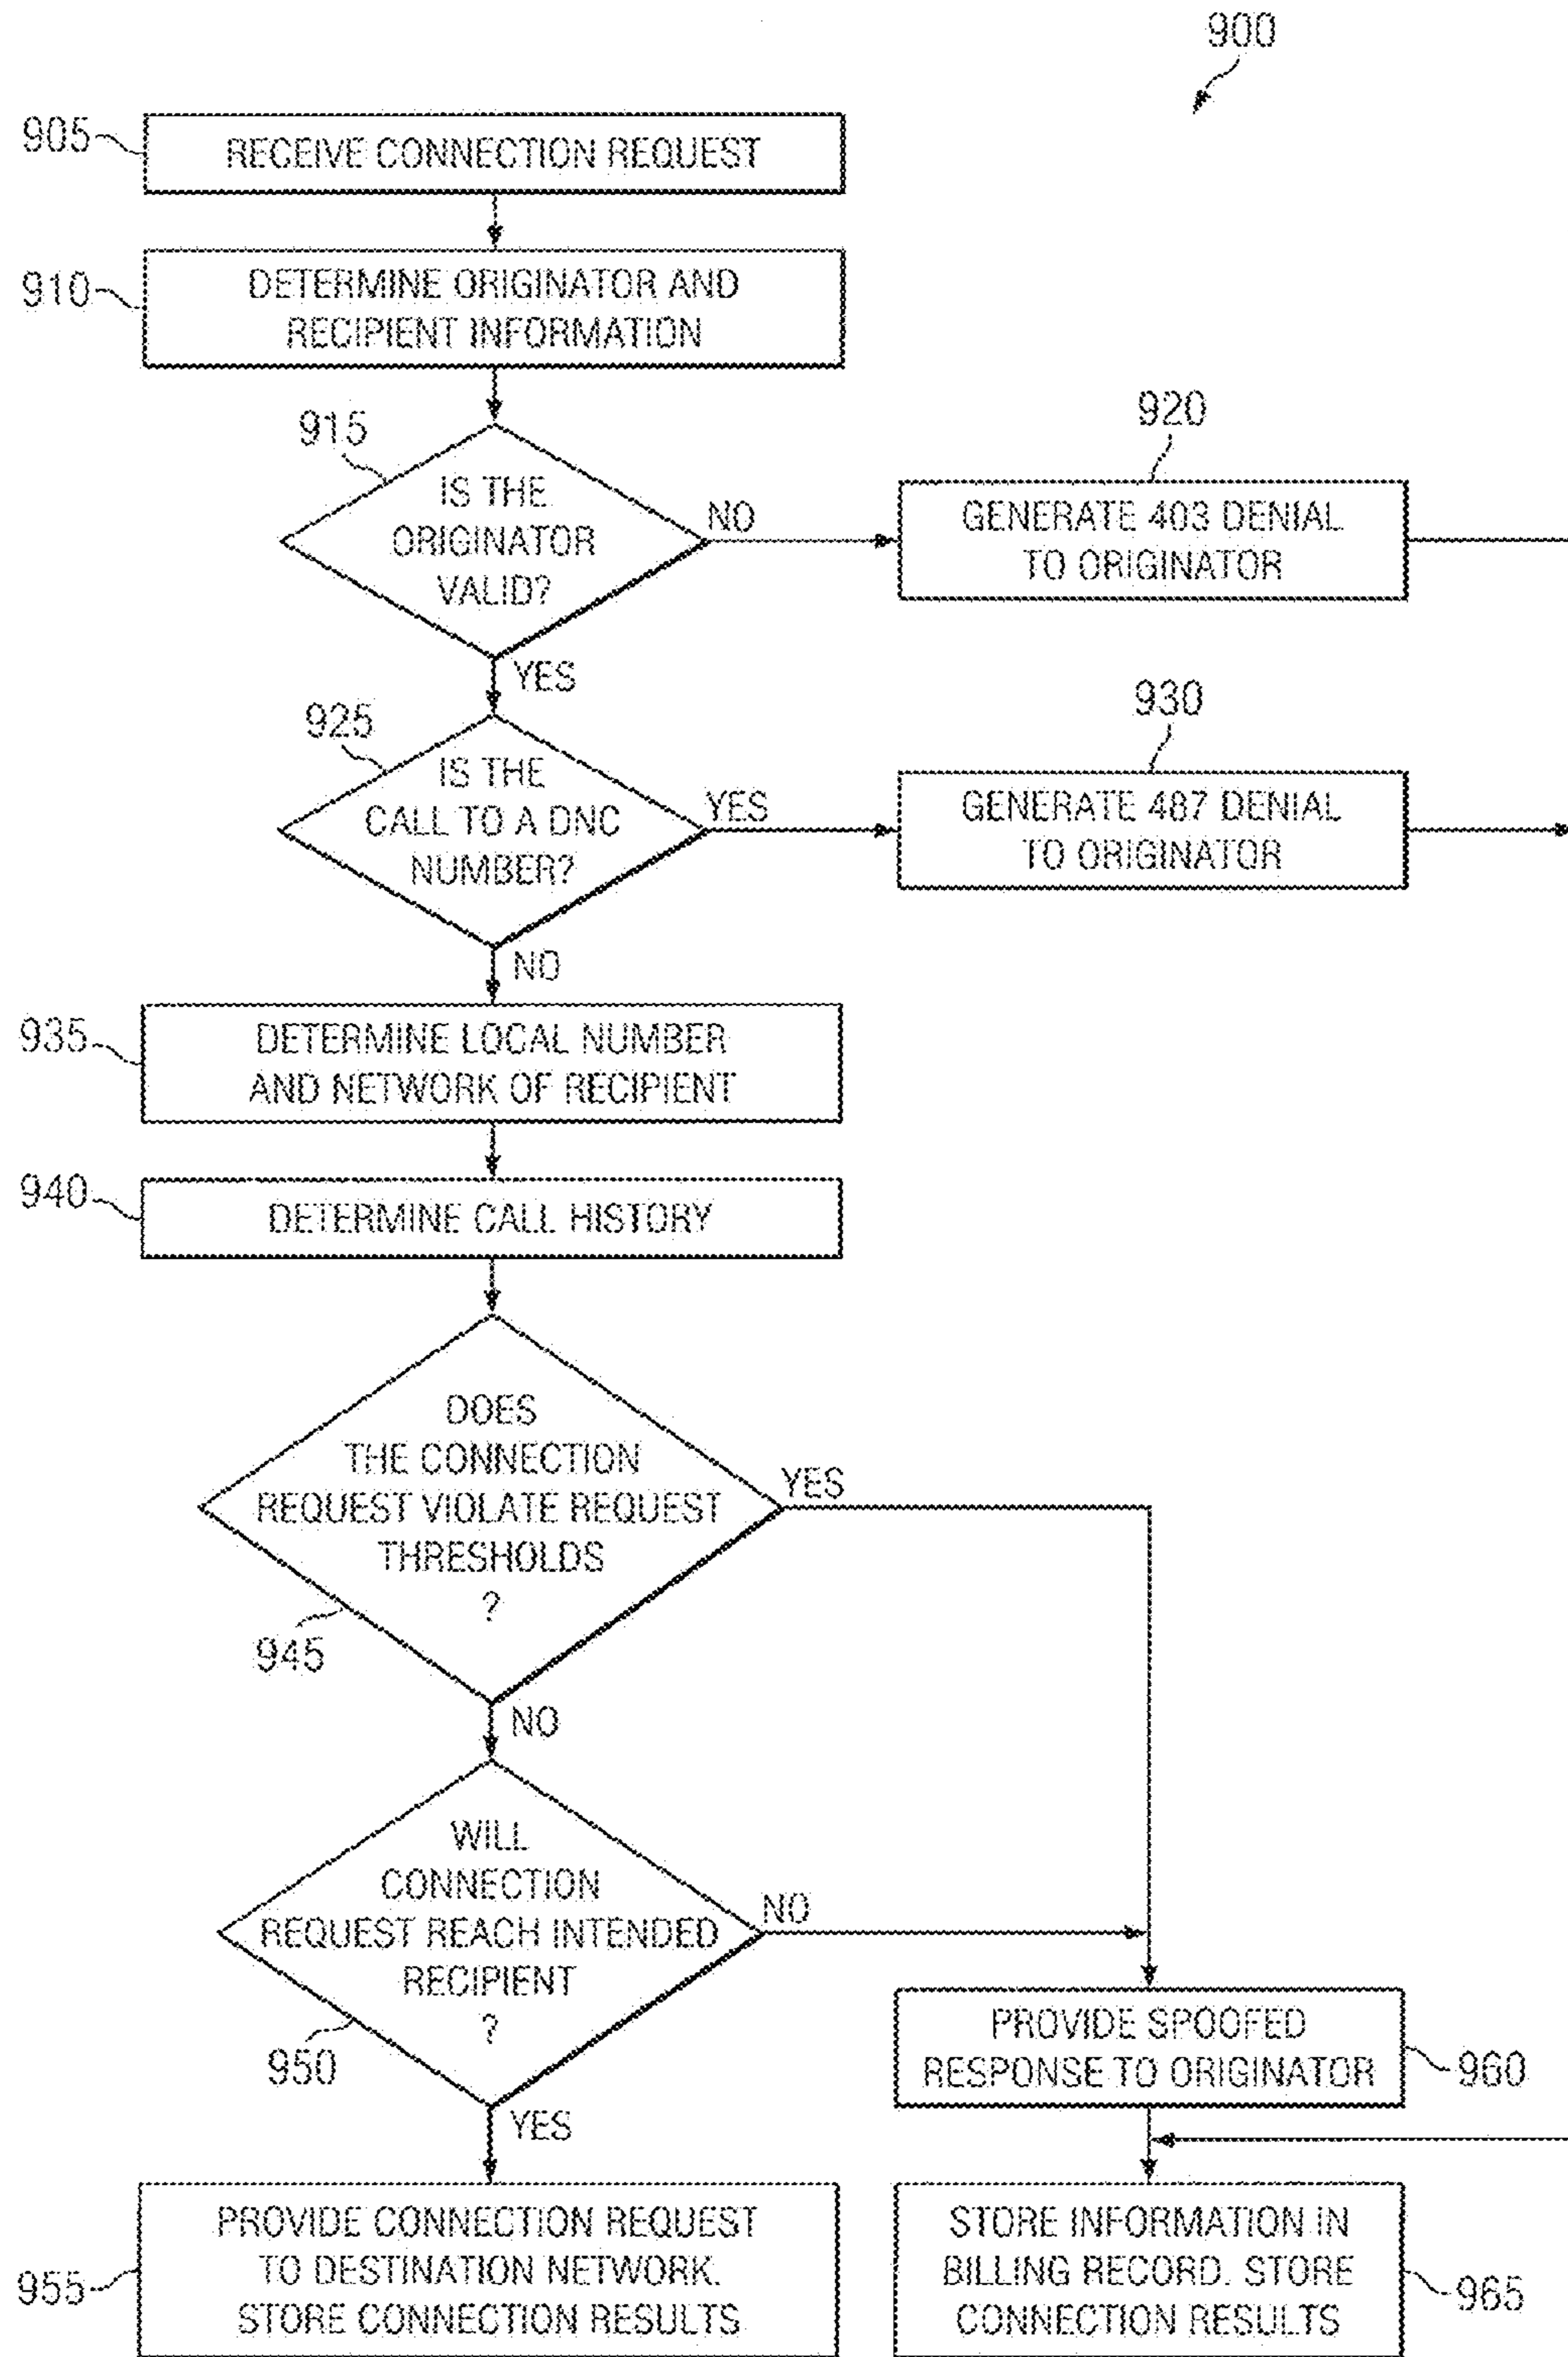 900
905
RECEIVE CONNECTION REQUEST
910
DETERMINE ORIGINATOR AND
RECIPIENT INFORMATION
915
IS THE
ORIGINATOR
VALID?
NO
920
GENERATE 403 DENIAL
TO ORIGINATOR
YES
925
IS THE
CALL TO A DNC
NUMBER?
YES
930
GENERATE 487 DENIAL
TO ORIGINATOR
NO
935
DETERMINE LOCAL NUMBER
AND NETWORK OF RECIPIENT
940
DETERMINE CALL HISTORY
DOES
THE CONNECTION
REQUEST VIOLATE REQUEST
THRESHOLDS
?
945
YES
NO
WILL
CONNECTION
REQUEST REACH INTENDED
RECIPIENT
?
950
NO
PROVIDE SPOOFED
RESPONSE TO ORIGINATOR
960
YES
955
PROVIDE CONNECTION REQUEST
TO DESTINATION NETWORK.
STORE CONNECTION RESULTS
STORE INFORMATION IN
BILLING RECORD. STORE
CONNECTION RESULTS
965